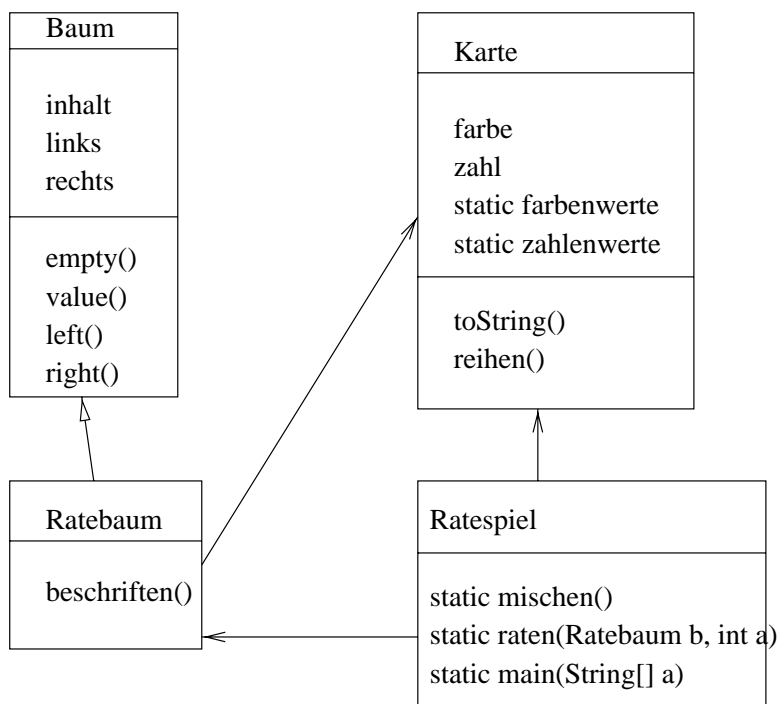 Baum
inhalt
links
rechts
empty()
value()
left()
right()
Karte
farbe
zahl
static farbenwerte
static zahlenwerte
toString()
reihen()
Ratebaum
beschriften()
Ratespiel
static mischen()
static raten(Ratebaum b, int a)
static main(String[] a)